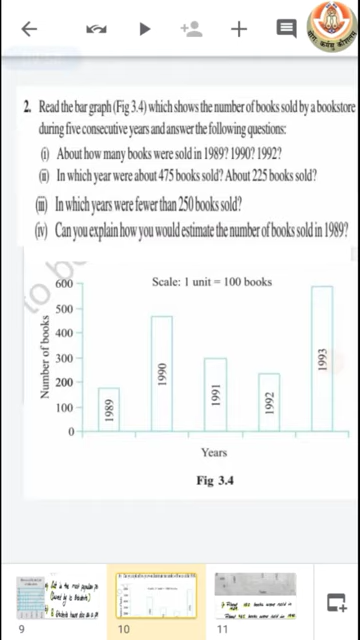 2. Read the bar graph (Fig 3.4) which shows the number of books sold by a bookstore
during five consecutive years and answer the following questions:
(i) About how many books were sold in 1989? 1990? 1992?
(ii) In which year were about 475 books sold? About 225 books sold?
(iii) In which years were fewer than 250 books sold?
(iv) Can you explain how you would estimate the number of books sold in 1989?
to be
Scale: 1 unit = 100 books
Number of books
600
500
400
300
200
100
0
1989
1990
1991
1992
1993
Years
Fig 3.4
9
10
11